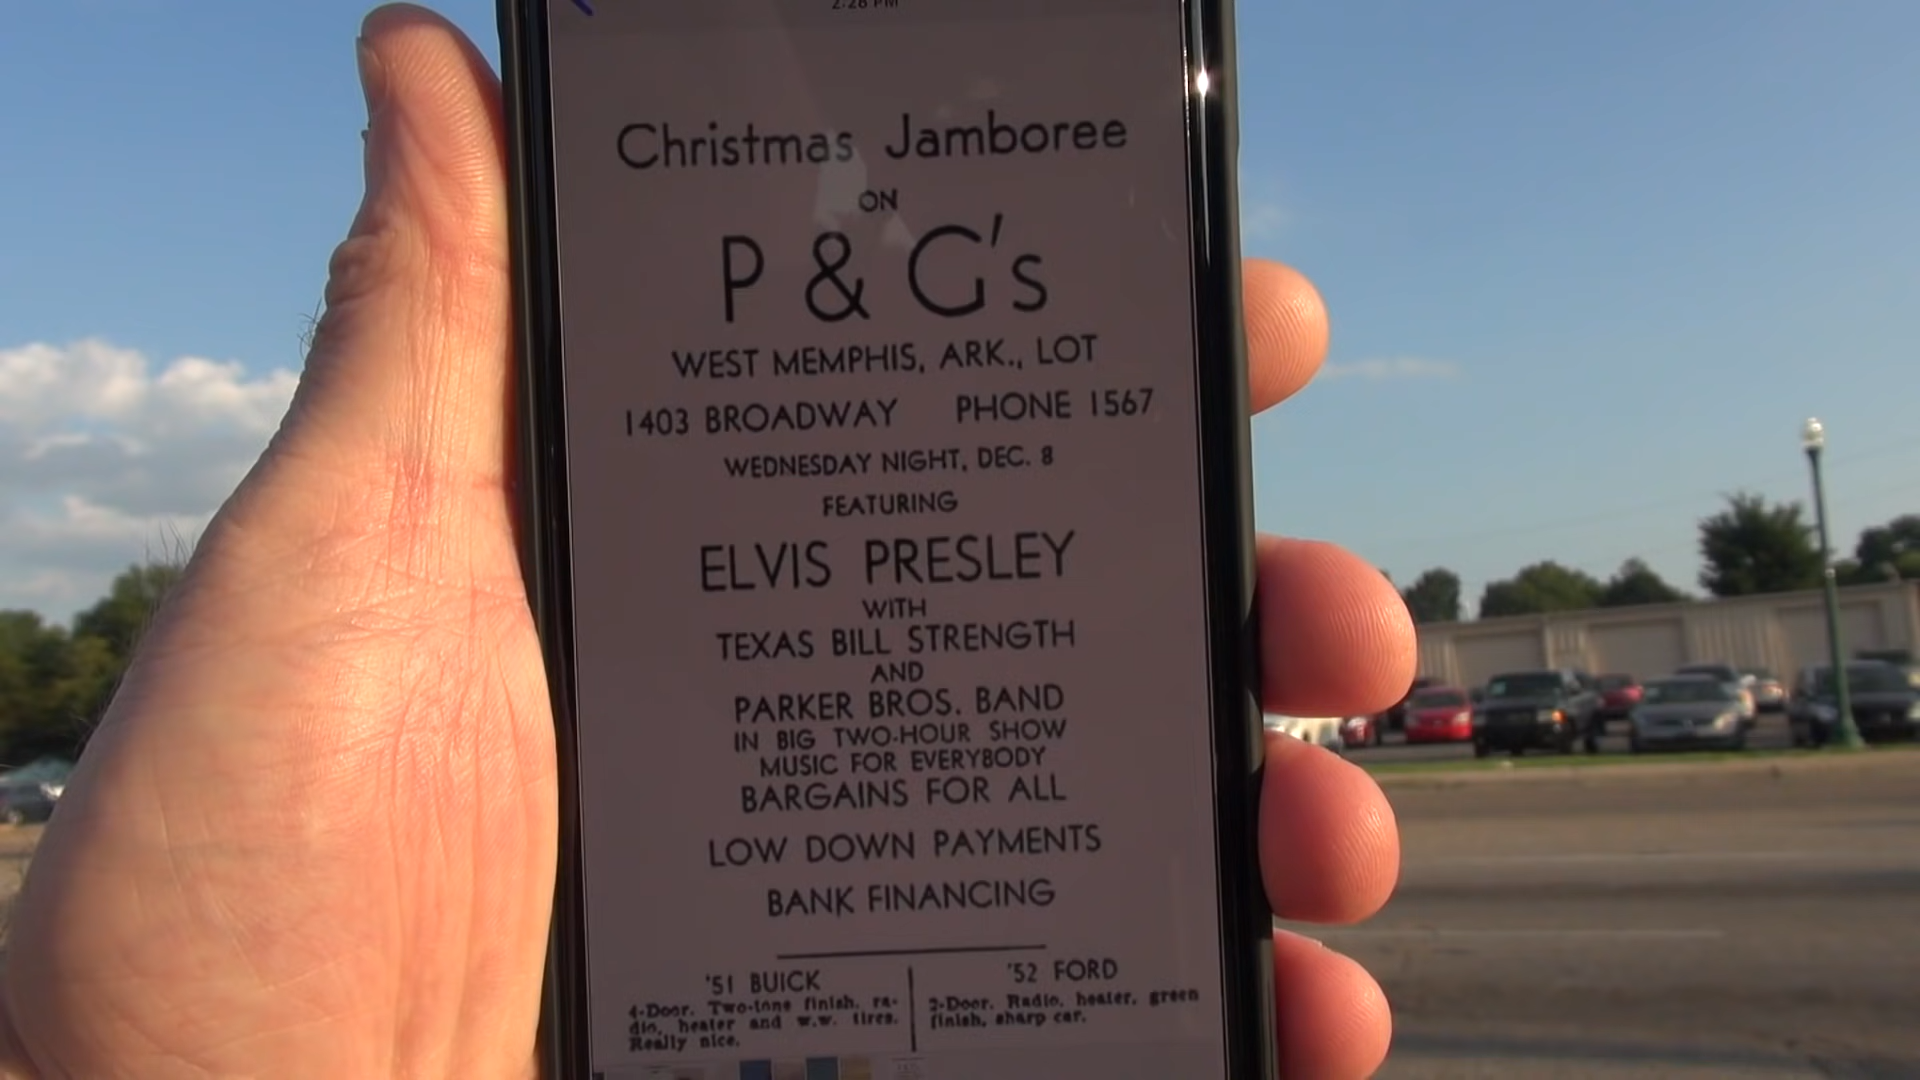 2:28 PM
Christmas Jamboree
ON
P & G's
WEST MEMPHIS, ARK., LOT
1403 BROADWAY PHONE 1567
WEDNESDAY NIGHT, DEC. 8
FEATURING
ELVIS PRESLEY
WITH
TEXAS BILL STRENGTH
AND
PARKER BROS. BAND
IN BIG TWO-HOUR SHOW
MUSIC FOR EVERYBODY
BARGAINS FOR ALL
LOW DOWN PAYMENTS
BANK FINANCING
'51 BUICK
4-Door. Two-tone finish, ra-
dio, heater and w.w. tires.
Really nice.
'52 FORD
2-Door. Radio, heater, green
finish, sharp car.